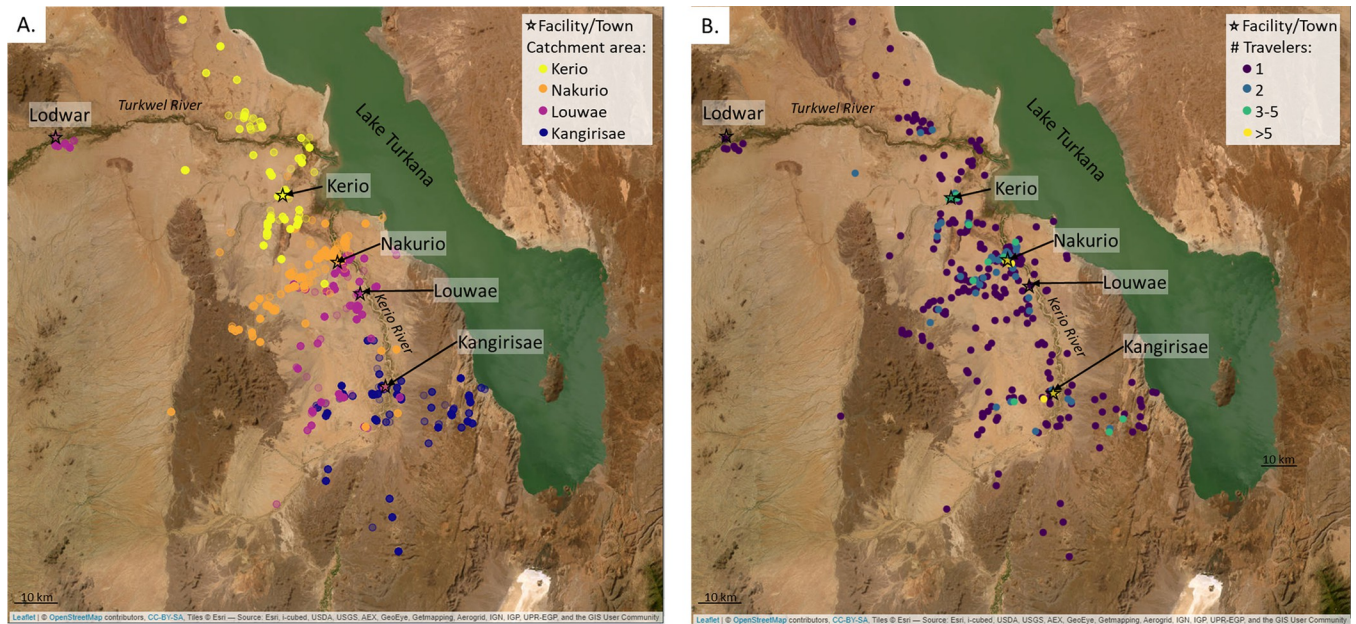 A.
☆Facility/Town
Catchment area:
Kerio
Nakurio
Louwae
Kangirisae
Lodwar
Turkwel River
Lake Turkana
Kerio
Nakurio
Louwae
Kerio River
Kangirisae
10 km
Leaflet | © OpenStreetMap contributors, CC-BY-SA, Tiles © Esri — Source: Esri, i-cubed, USDA, USGS, AEX, GeoEye, Getmapping, Aerogrid, IGN, IGP, UPR-EGP, and the GIS User Community
B.
☆Facility/Town
# Travelers:
1
2
3-5
>5
Lodwar
Turkwel River
Lake Turkana
Kerio
Nakurio
Louwae
Kerio River
Kangirisae
10 km
10 km
Leaflet | © OpenStreetMap contributors, CC-BY-SA, Tiles © Esri — Source: Esri, i-cubed, USDA, USGS, AEX, GeoEye, Getmapping, Aerogrid, IGN, IGP, UPR-EGP, and the GIS User Community